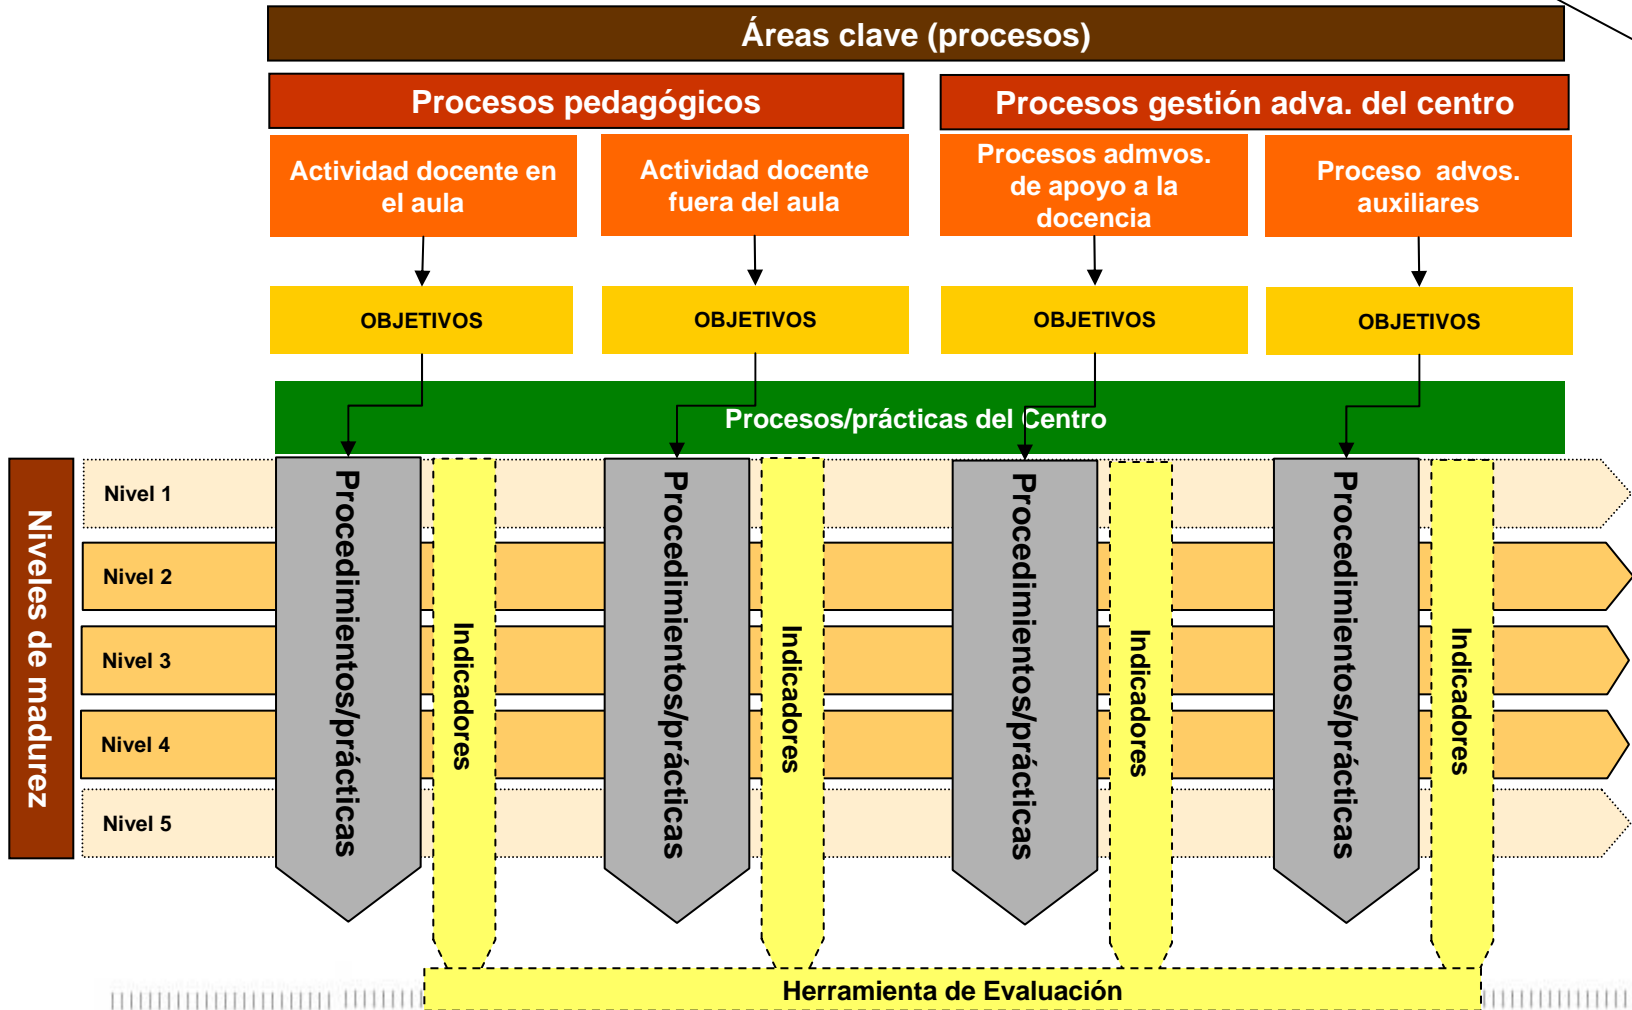 Áreas clave (procesos)
Procesos pedagógicos
Procesos gestión adva. del centro
Actividad docente en
el aula
Actividad docente
fuera del aula
Procesos admvos.
de apoyo a la
docencia
Proceso advos.
auxiliares
OBJETIVOS
OBJETIVOS
OBJETIVOS
OBJETIVOS
Procesos/prácticas del Centro
Niveles de madurez
Nivel 1
Nivel 2
Nivel 3
Nivel 4
Nivel 5
Procedimientos/prácticas
Indicadores
Procedimientos/prácticas
Indicadores
Procedimientos/prácticas
Indicadores
Procedimientos/prácticas
Indicadores
Herramienta de Evaluación